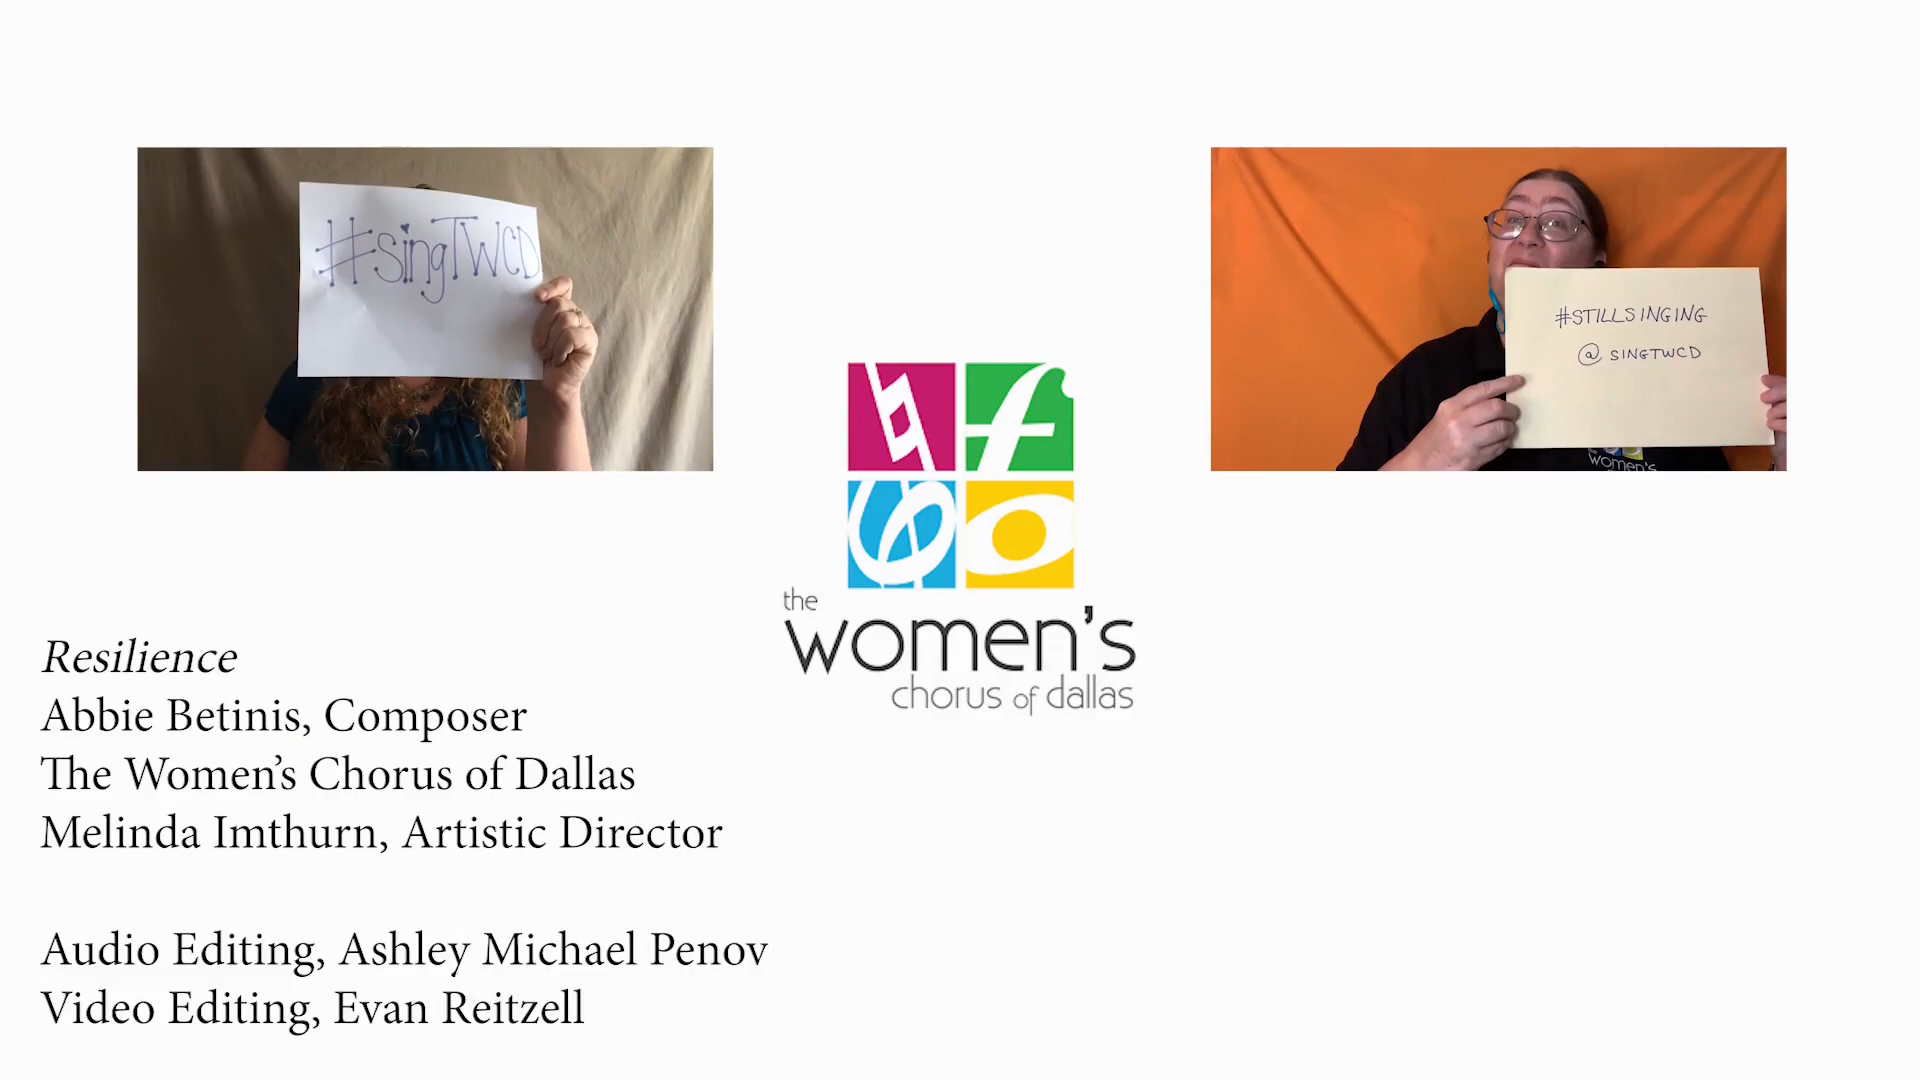 #singTWCD
#STILLSINGING
@ SINGTWCD
women's
the
women's
chorus of dallas
Resilience
Abbie Betinis, Composer
The Women's Chorus of Dallas
Melinda Imthurn, Artistic Director
Audio Editing, Ashley Michael Penov
Video Editing, Evan Reitzell